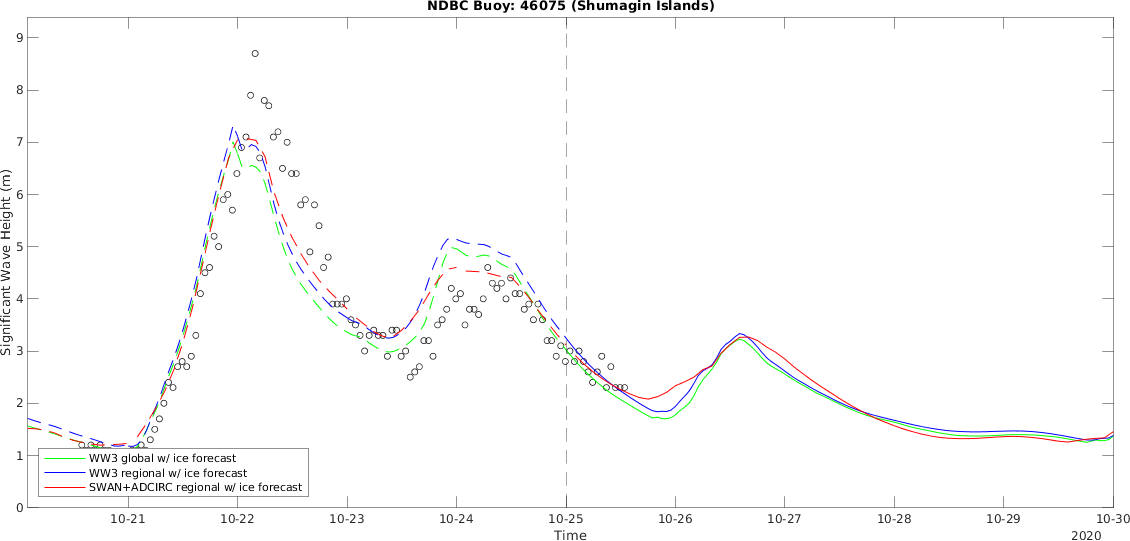 NDBC Buoy: 46075 (Shumagin Islands)
9
8
7
6
5
4
3
2
1
0
Significant Wave Height (m)
WW3 global w/ ice forecast
WW3 regional w/ ice forecast
SWAN+ADCIRC regional w/ ice forecast
10-21 10-22 10-23 10-24 10-25 10-26 10-27 10-28 10-29 10-30
Time
2020